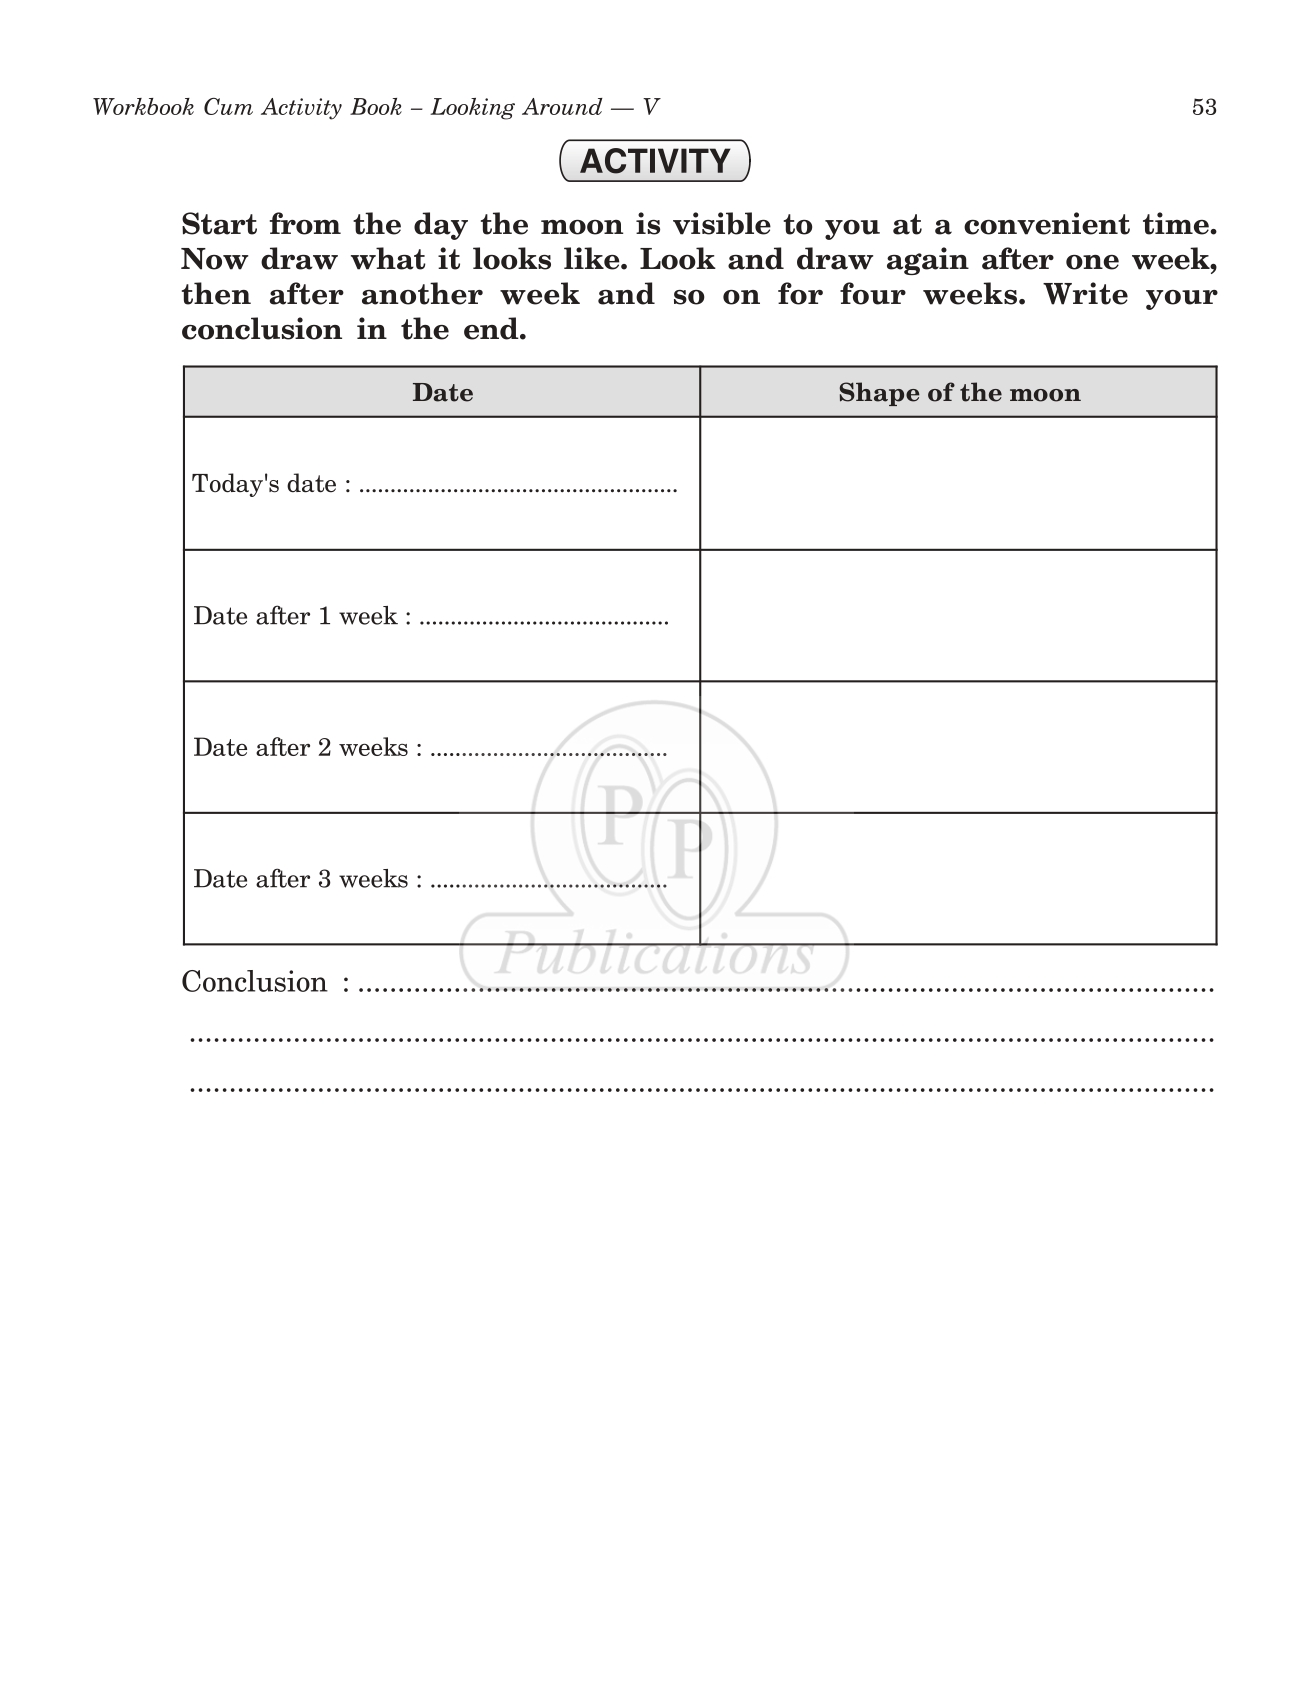 Workbook Cum Activity Book – Looking Around — V 53
ACTIVITY
Start from the day the moon is visible to you at a convenient time.
Now draw what it looks like. Look and draw again after one week,
then after another week and so on for four weeks. Write your
conclusion in the end.
Date Shape of the moon
Today's date : ...................................................
Date after 1 week : ........................................
Date after 2 weeks : ......................................
P
P
Date after 3 weeks : ......................................
Publications
Conclusion : ...........................................................................................................
................................................................................................................................
................................................................................................................................